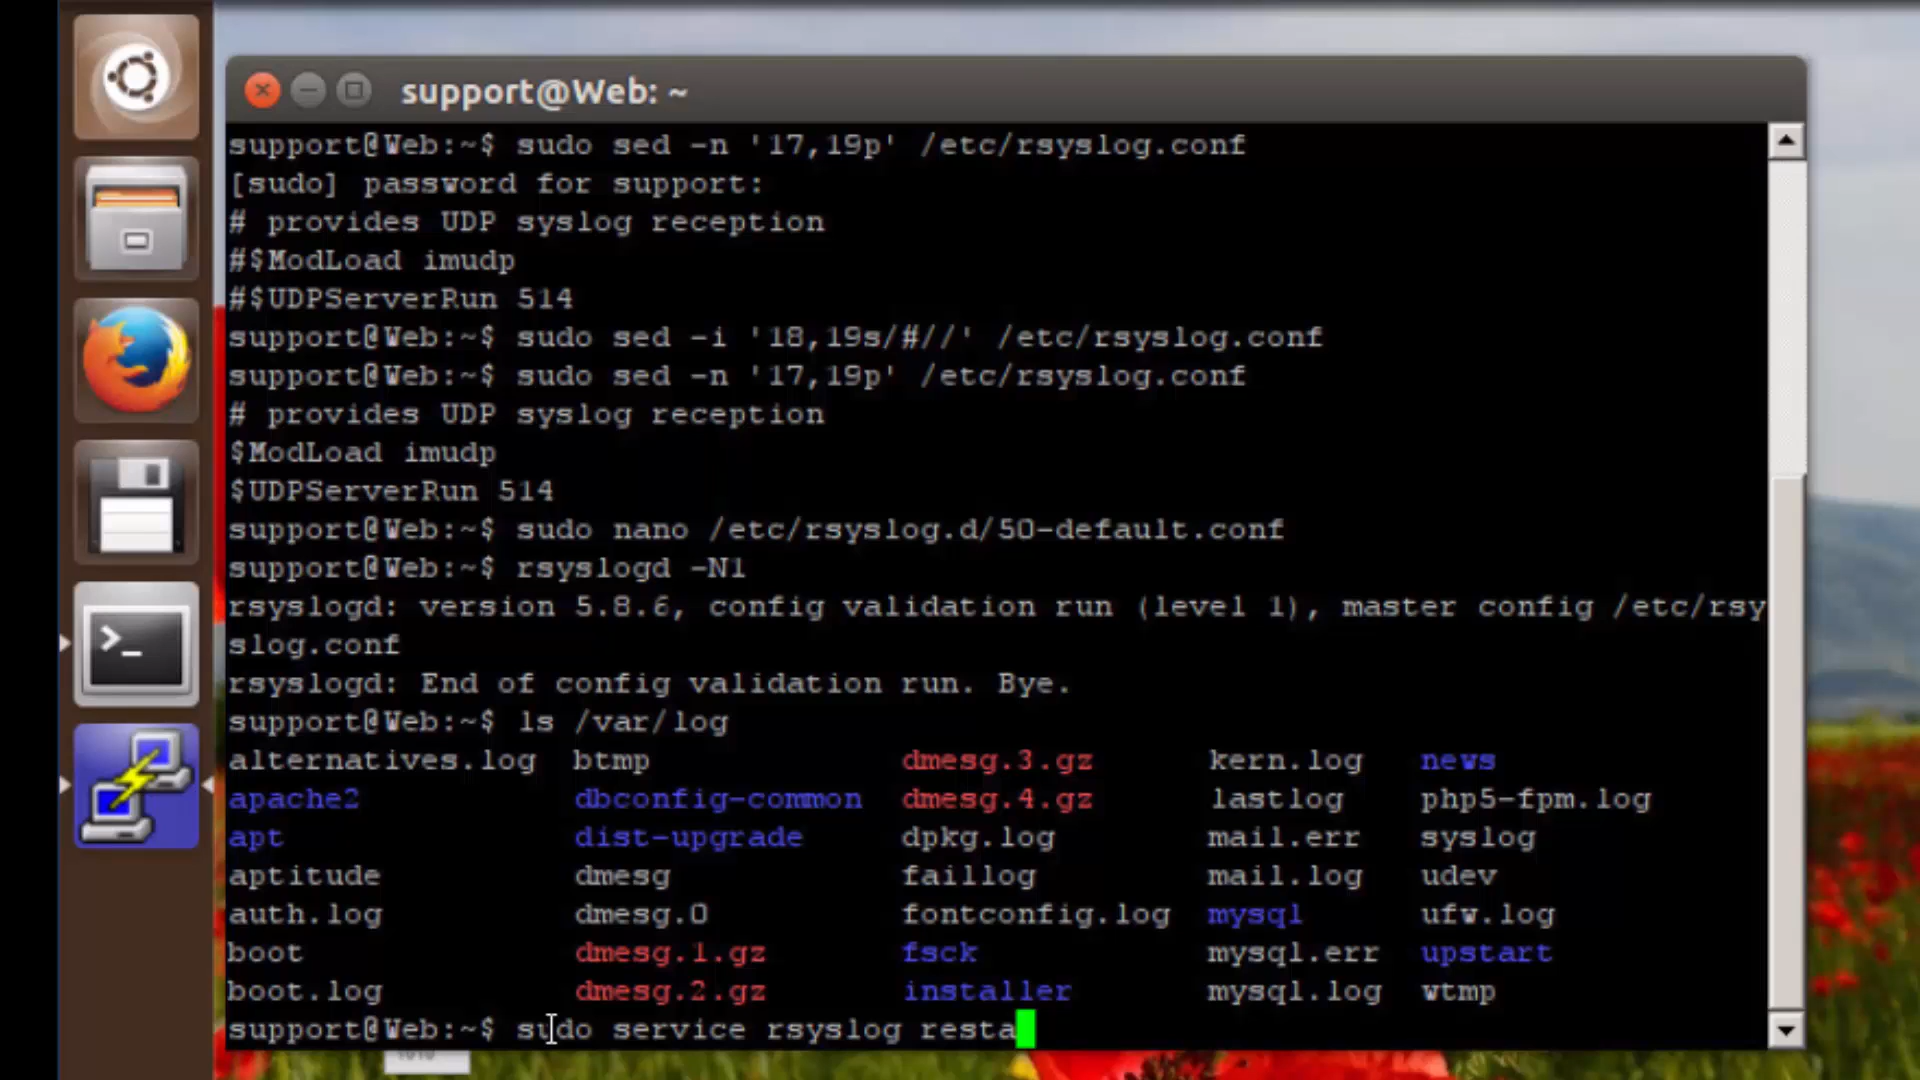 support@Web: ~
support@Web:~$ sudo sed -n '17,19p' /etc/rsyslog.conf
[sudo] password for support:
# provides UDP syslog reception
#$ModLoad imudp
#$UDPServerRun 514
support@Web:~$ sudo sed -i '18,19s/#//' /etc/rsyslog.conf
support@Web:~$ sudo sed -n '17,19p' /etc/rsyslog.conf
# provides UDP syslog reception
$ModLoad imudp
$UDPServerRun 514
support@Web:~$ sudo nano /etc/rsyslog.d/50-default.conf
support@Web:~$ rsyslogd -N1
rsyslogd: version 5.8.6, config validation run (level 1), master config /etc/rsy
slog.conf
rsyslogd: End of config validation run. Bye.
support@Web:~$ ls /var/log
alternatives.log btmp dmesg.3.gz kern.log news
apache2 dbconfig-common dmesg.4.gz lastlog php5-fpm.log
apt dist-upgrade dpkg.log mail.err syslog
aptitude dmesg faillog mail.log udev
auth.log dmesg.0 fontconfig.log mysql ufw.log
boot dmesg.1.gz fsck mysql.err upstart
boot.log dmesg.2.gz installer mysql.log wtmp
support@Web:~$ sudo service rsyslog resta